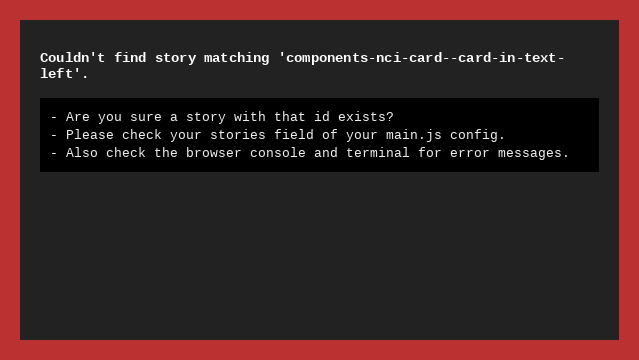 Couldn't find story matching 'components-nci-card--card-in-text-
left'.
- Are you sure a story with that id exists?
- Please check your stories field of your main.js config.
- Also check the browser console and terminal for error messages.